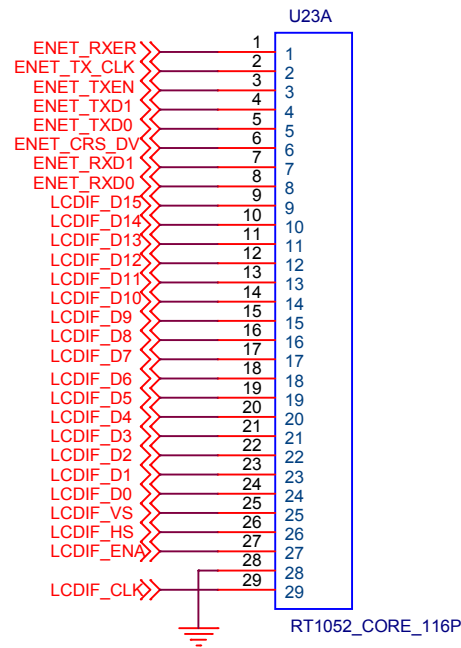 U23A
ENET_RXER 1 1
ENET_TX_CLK 2 2
ENET_TXEN 3 3
ENET_TXD1 4 4
ENET_TXD0 5 5
ENET_CRS_DV 6 6
ENET_RXD1 7 7
ENET_RXD0 8 8
LCDIF_D15 9 9
LCDIF_D14 10 10
LCDIF_D13 11 11
LCDIF_D12 12 12
LCDIF_D11 13 13
LCDIF_D10 14 14
LCDIF_D9 15 15
LCDIF_D8 16 16
LCDIF_D7 17 17
LCDIF_D6 18 18
LCDIF_D5 19 19
LCDIF_D4 20 20
LCDIF_D3 21 21
LCDIF_D2 22 22
LCDIF_D1 23 23
LCDIF_D0 24 24
LCDIF_VS 25 25
LCDIF_HS 26 26
LCDIF_ENA 27 27
28 28
LCDIF_CLK 29 29
RT1052_CORE_116P